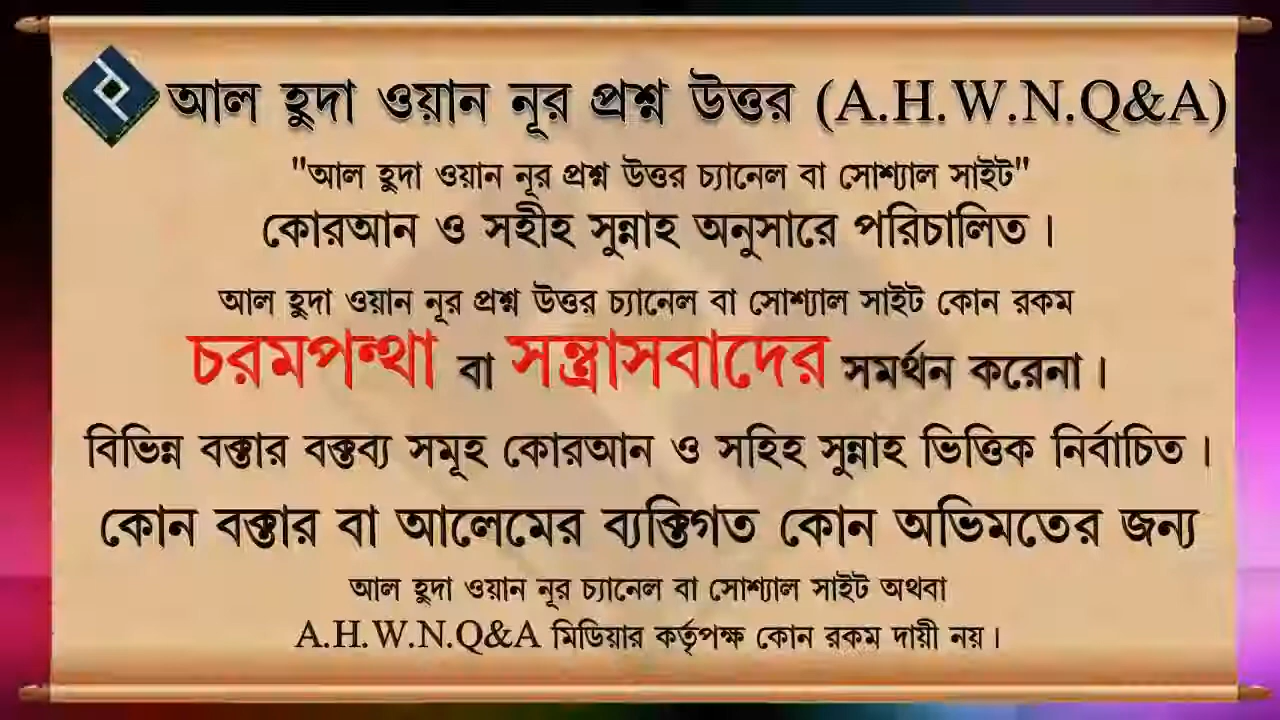 আল হুদা ওয়ান নূর প্রশ্ন উত্তর (A.H.W.N.Q&A)
"আল হুদা ওয়ান নূর প্রশ্ন উত্তর চ্যানেল বা সোশ্যাল সাইট"
কোরআন ও সহীহ সুন্নাহ অনুসারে পরিচালিত।
আল হুদা ওয়ান নূর প্রশ্ন উত্তর চ্যানেল বা সোশ্যাল সাইট কোন রকম
চরমপন্থা বা সন্ত্রাসবাদের সমর্থন করেনা।
বিভিন্ন বক্তার বক্তব্য সমূহ কোরআন ও সহিহ সুন্নাহ ভিত্তিক নির্বাচিত।
কোন বক্তার বা আলেমের ব্যক্তিগত কোন অভিমতের জন্য
আল হুদা ওয়ান নূর চ্যানেল বা সোশ্যাল সাইট অথবা
A.H.W.N.Q&A মিডিয়ার কর্তৃপক্ষ কোন রকম দায়ী নয়।